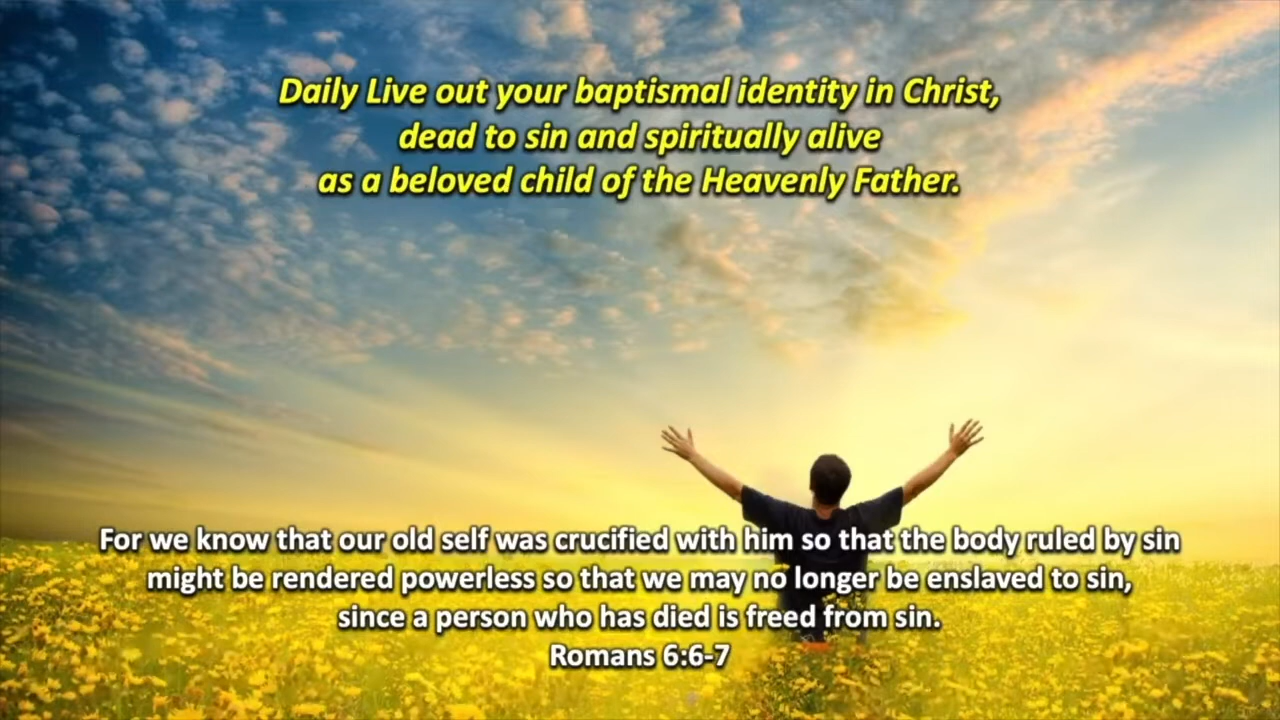 Daily Live out your baptismal identity in Christ,
dead to sin and spiritually alive
as a beloved child of the Heavenly Father.
For we know that our old self was crucified with him so that the body ruled by sin
might be rendered powerless so that we may no longer be enslaved to sin,
since a person who has died is freed from sin.
Romans 6:6-7